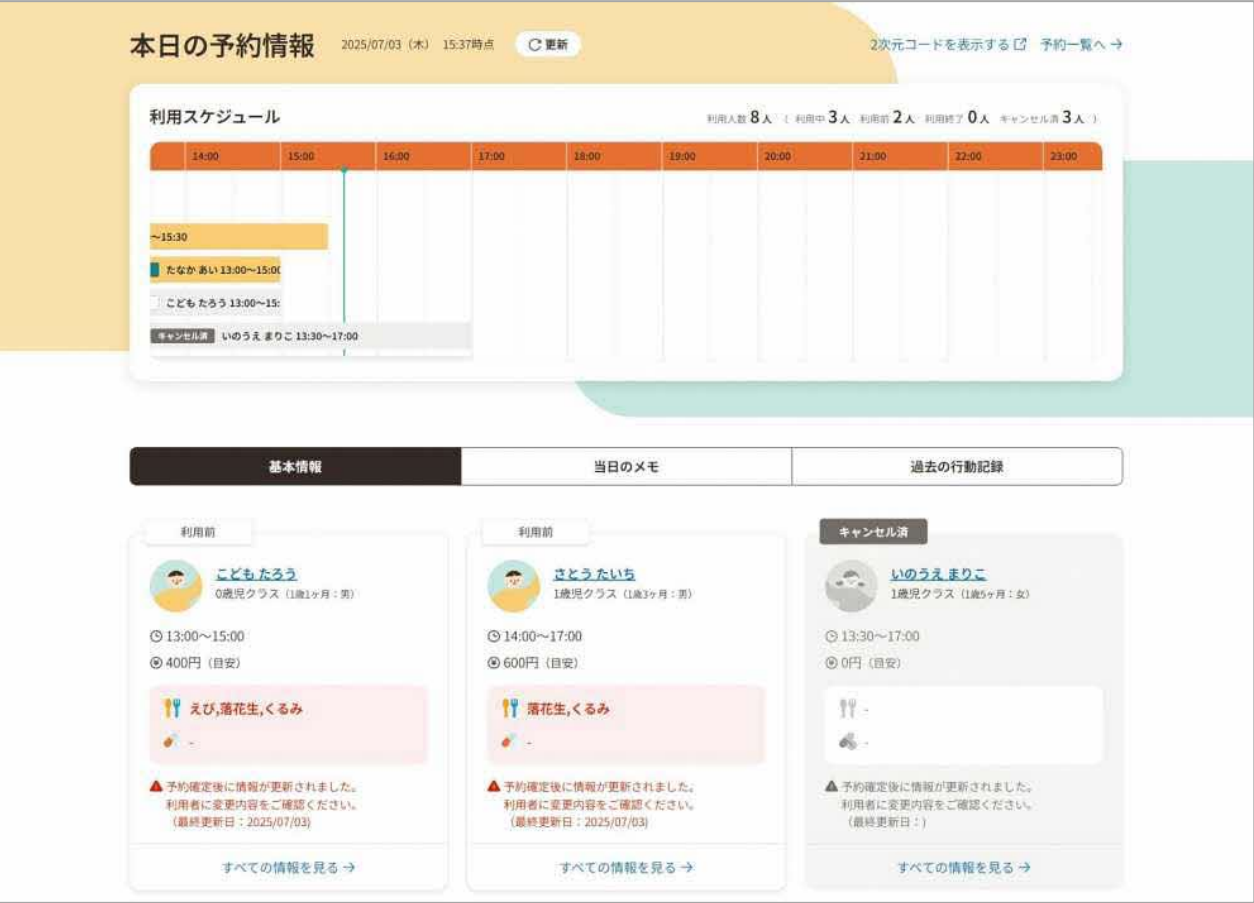 本日の予約情報 2025/07/03（木） 15:37時点 更新 2次元コードを表示する 予約一覧へ →
利用スケジュール 利用人数 8人 （ 利用中 3人 利用前 2人 利用終了 0人 キャンセル済 3人 ）
14:00 15:00 16:00 17:00 18:00 19:00 20:00 21:00 22:00 23:00
～15:30
たなか あい 13:00～15:00
こども たろう 13:00～15:
キャンセル済 いのうえ まりこ 13:30～17:00
基本情報 当日のメモ 過去の行動記録
利用前
こども たろう
0歳児クラス（1歳1ヶ月：男）
13:00～15:00
400円（目安）
えび,落花生,くるみ
-
予約確定後に情報が更新されました。
利用者に変更内容をご確認ください。
（最終更新日：2025/07/03)
すべての情報を見る →
利用前
さとう たいち
1歳児クラス（1歳3ヶ月：男）
14:00～17:00
600円（目安）
落花生,くるみ
-
予約確定後に情報が更新されました。
利用者に変更内容をご確認ください。
（最終更新日：2025/07/03)
すべての情報を見る →
キャンセル済
いのうえ まりこ
1歳児クラス（1歳5ヶ月：女）
13:30～17:00
0円（目安）
-
-
予約確定後に情報が更新されました。
利用者に変更内容をご確認ください。
（最終更新日：)
すべての情報を見る →